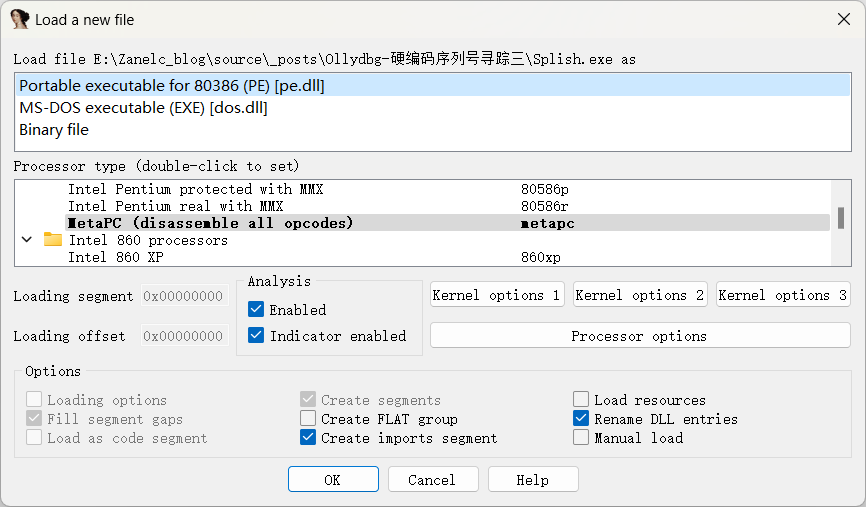 Load a new file
Load file E:\Zanelc_blog\source\_posts\Ollydbg-硬编码序列号寻踪三\Splish.exe as
Portable executable for 80386 (PE) [pe.dll]
MS-DOS executable (EXE) [dos.dll]
Binary file
Processor type (double-click to set)
Intel Pentium protected with MMX 80586p
Intel Pentium real with MMX 80586r
MetaPC (disassemble all opcodes) metapc
Intel 860 processors
Intel 860 XP 860xp
Analysis
Loading segment 0x00000000 Enabled Kernel options 1 Kernel options 2 Kernel options 3
Loading offset 0x00000000 Indicator enabled Processor options
Options
Loading options Create segments Load resources
Fill segment gaps Create FLAT group Rename DLL entries
Load as code segment Create imports segment Manual load
OK Cancel Help